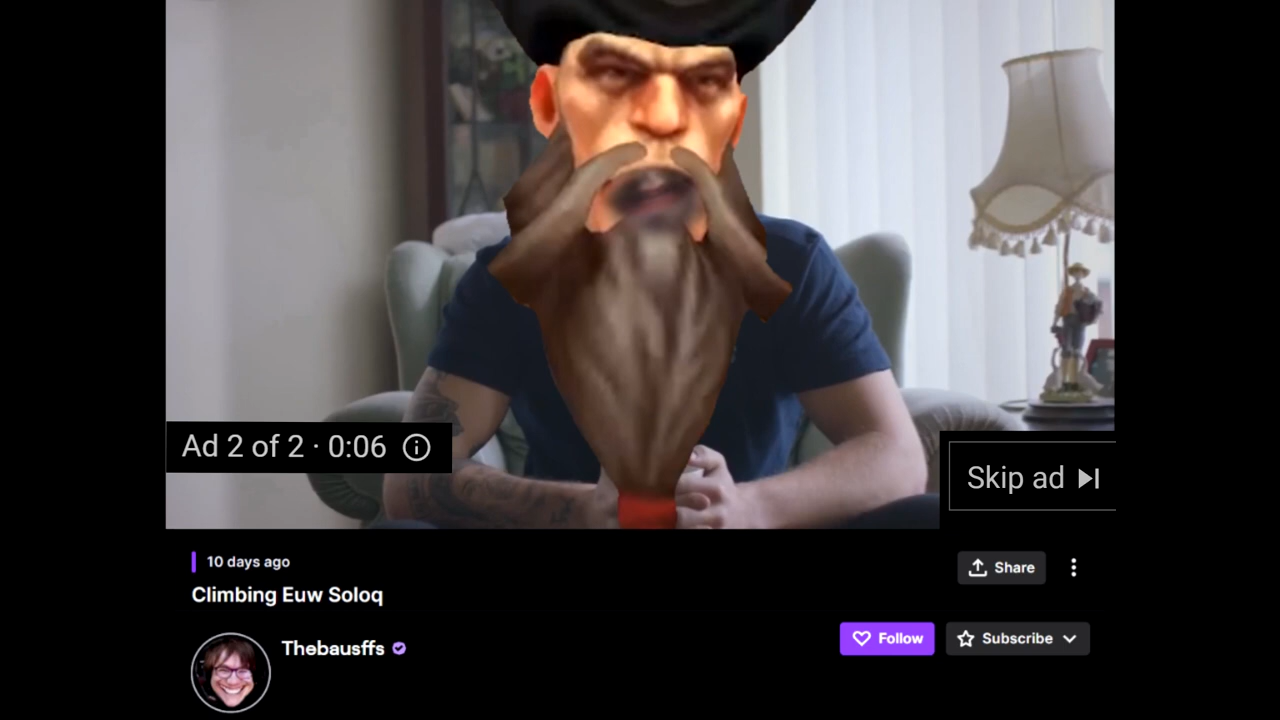 Ad 2 of 2 · 0:06
Skip ad
10 days ago
Share
Climbing Euw Soloq
Thebausffs
Follow
Subscribe